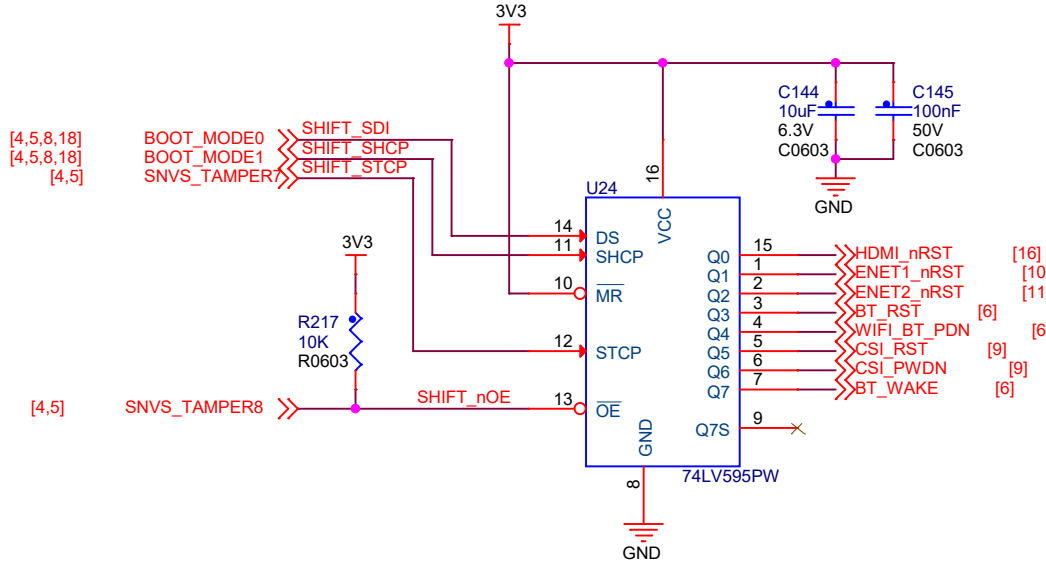 3V3
C144
10uF
6.3V
C0603
C145
100nF
50V
C0603
GND
[4,5,8,18] BOOT_MODE0 SHIFT_SDI
[4,5,8,18] BOOT_MODE1 SHIFT_SHCP
[4,5] SNVS_TAMPER7 SHIFT_STCP
U24
16
VCC
14 DS
11 SHCP
10 MR
12 STCP
13 OE
3V3
R217
10K
R0603
[4,5] SNVS_TAMPER8 SHIFT_nOE
Q0 15 HDMI_nRST [16]
Q1 1 ENET1_nRST [10
Q2 2 ENET2_nRST [11
Q3 3 BT_RST [6]
Q4 4 WIFI_BT_PDN [6
Q5 5 CSI_RST [9]
Q6 6 CSI_PWDN [9]
Q7 7 BT_WAKE [6]
Q7S 9
GND
8
74LV595PW
GND